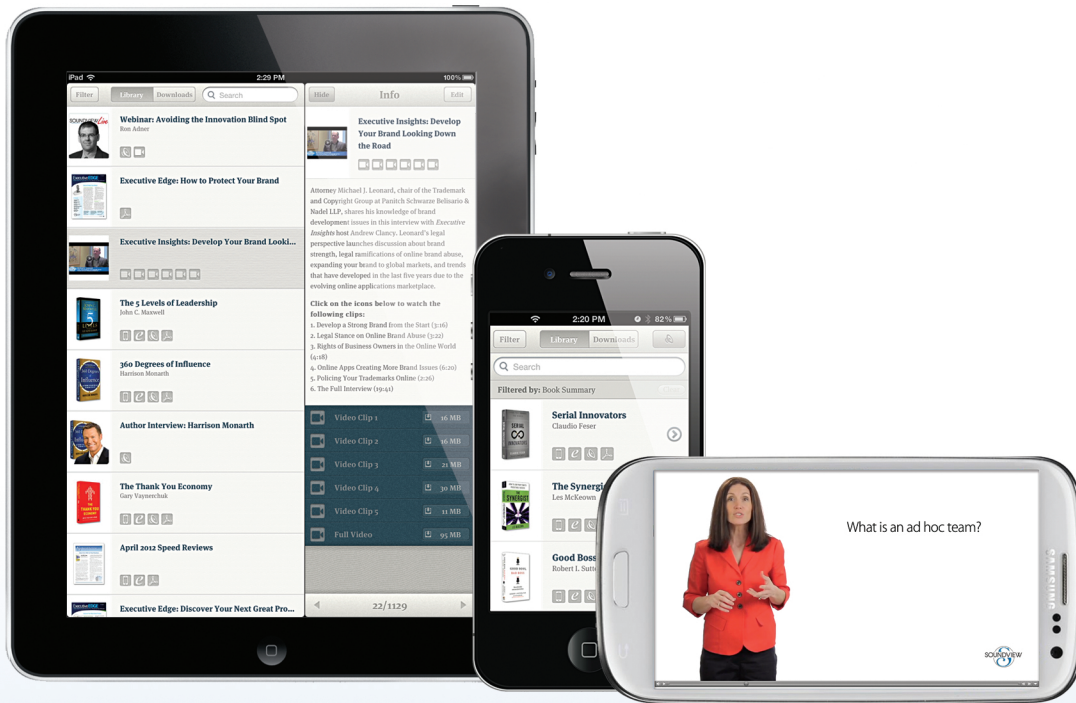 iPad
2:29 PM
100%
Filter
Library
Downloads
Search
SOUNDVIEW Live
Webinar: Avoiding the Innovation Blind Spot
Ron Adner
Executive Edge: How to Protect Your Brand
Executive Insights: Develop Your Brand Looki...
The 5 Levels of Leadership
John C. Maxwell
360 Degrees of Influence
Harrison Monarth
Author Interview: Harrison Monarth
The Thank You Economy
Gary Vaynerchuk
April 2012 Speed Reviews
Executive Edge: Discover Your Next Great Pro...
Hide
Info
Edit
Executive Insights: Develop
Your Brand Looking Down
the Road
Attorney Michael J. Leonard, chair of the Trademark
and Copyright Group at Panitch Schwarze Belisario &
Nadel LLP, shares his knowledge of brand
development issues in this interview with Executive
Insights host Andrew Clancy. Leonard's legal
perspective launches discussion about brand
strength, legal ramifications of online brand abuse,
expanding your brand to global markets, and trends
that have developed in the last five years due to the
evolving online applications marketplace.
Click on the icons below to watch the
following clips:
1. Develop a Strong Brand from the Start (3:16)
2. Legal Stance on Online Brand Abuse (3:22)
3. Rights of Business Owners in the Online World
(4:18)
4. Online Apps Creating More Brand Issues (6:20)
5. Policing Your Trademarks Online (2:26)
6. The Full Interview (19:41)
Video Clip 1 16 MB
Video Clip 2 16 MB
Video Clip 3 21 MB
Video Clip 4 30 MB
Video Clip 5 11 MB
Full Video 95 MB
22/1129
2:20 PM
82%
Filter
Library
Downloads
Search
Filtered by: Book Summary
SERIAL
INNOVATORS
Serial Innovators
Claudio Feser
The Synergi
Les McKeown
Good Boss
Robert I. Sutt
What is an ad hoc team?
SOUNDVIEW
SAMSUNG